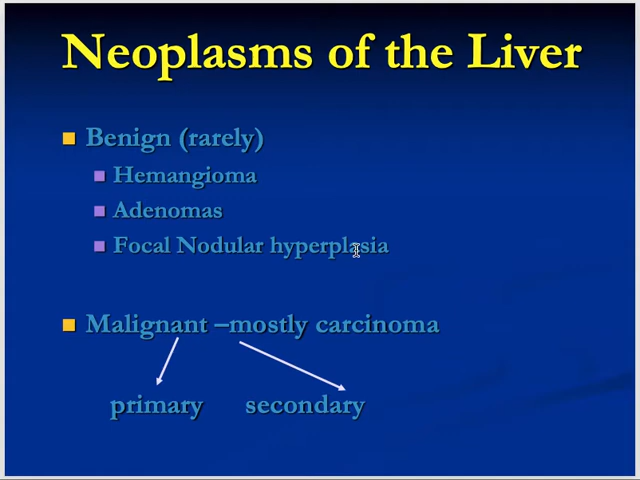 Neoplasms of the Liver
Benign (rarely)
Hemangioma
Adenomas
Focal Nodular hyperplasia
Malignant –mostly carcinoma
primary secondary